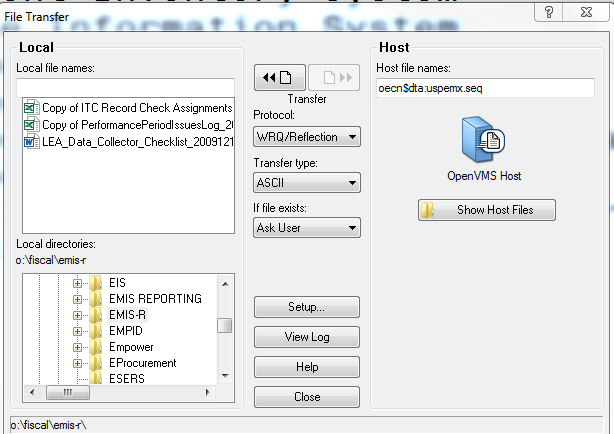 Information System
File Transfer
Local
Local file names:
Copy of ITC Record Check Assignments
Copy of PerformancePeriodIssuesLog_20
LEA_Data_Collector_Checklist_2009121
Local directories:
o:\fiscal\emis-r
EIS
EMIS REPORTING
EMIS-R
EMPID
Empower
EProcurement
ESERS
Transfer
Protocol:
WRQ/Reflection
Transfer type:
ASCII
If file exists:
Ask User
Setup...
View Log
Help
Close
Host
Host file names:
oecn$dta:uspemx.seq
OpenVMS Host
Show Host Files
o:\fiscal\emis-r\